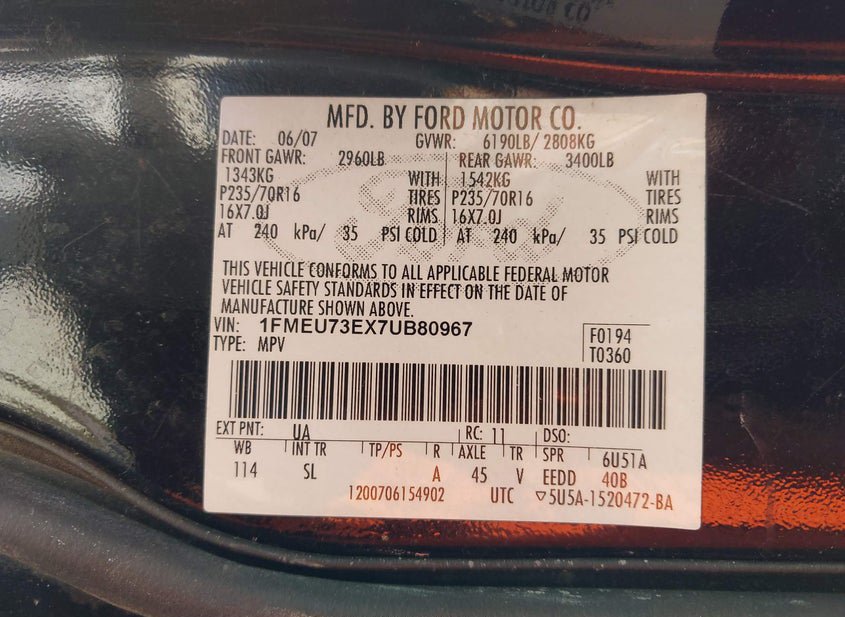 MFD. BY FORD MOTOR CO.
DATE: 06/07 GVWR: 6190LB/ 2808KG
FRONT GAWR: 2960LB REAR GAWR: 3400LB
1343KG WITH 1542KG WITH
P235/70R16 TIRES P235/70R16 TIRES
16X7.0J RIMS 16X7.0J RIMS
AT 240 kPa/ 35 PSI COLD AT 240 kPa/ 35 PSI COLD
THIS VEHICLE CONFORMS TO ALL APPLICABLE FEDERAL MOTOR
VEHICLE SAFETY STANDARDS IN EFFECT ON THE DATE OF
MANUFACTURE SHOWN ABOVE.
VIN: 1FMEU73EX7UB80967
TYPE: MPV
F0194
T0360
EXT PNT: UA RC: 11 DSO:
WB INT TR TP/PS R AXLE TR SPR 6U51A
114 SL A 45 V EEDD 40B
1200706154902 UTC ▽5U5A-1520472-BA